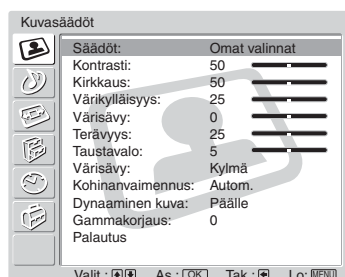 Kuvasäädöt
Säädöt: Omat valinnat
Kontrasti: 50
Kirkkaus: 50
Värikylläisyys: 25
Värisävy: 0
Terävyys: 25
Taustavalo: 5
Värisävy: Kylmä
Kohinanvaimennus: Autom.
Dynaaminen kuva: Päälle
Gammakorjaus: 0
Palautus
Valit.: As.: OK Tak.: Lo: MENU